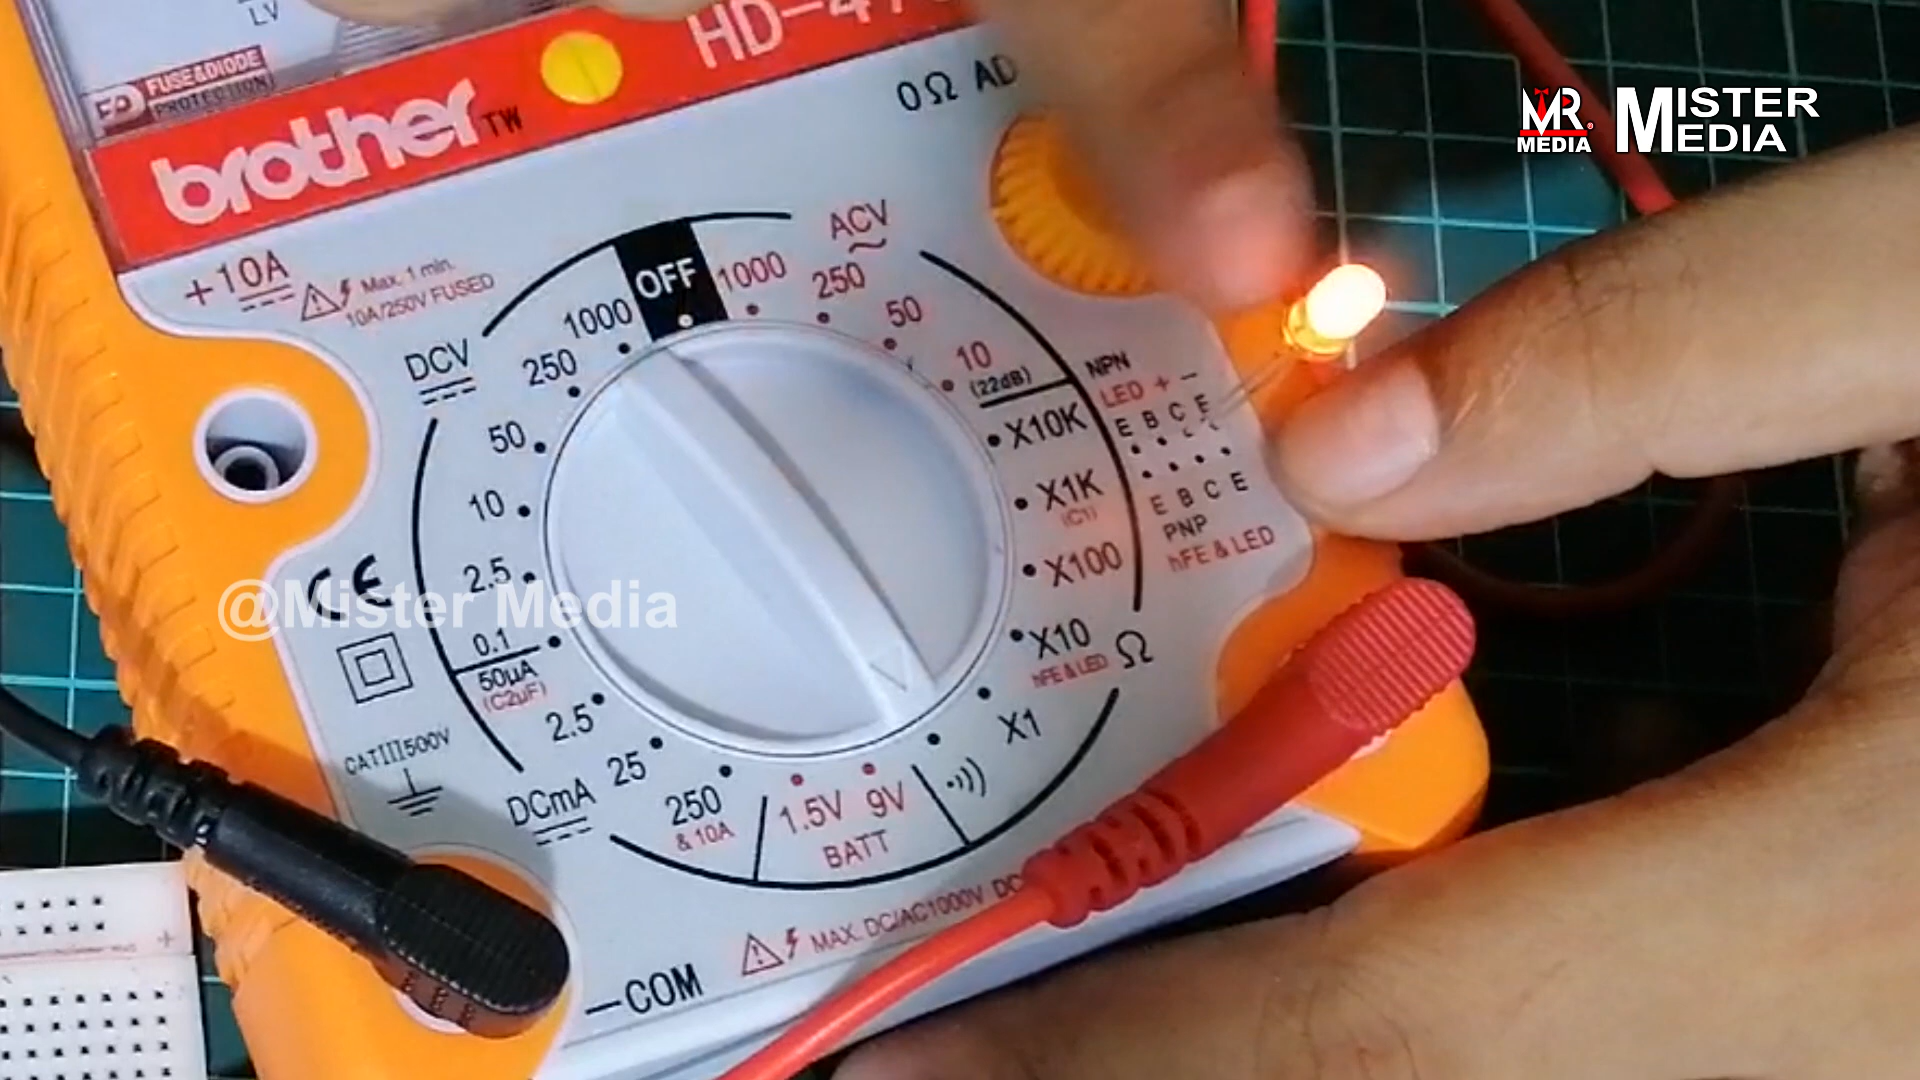 LV
FP FUSE&DIODE
PROTECTION
brother TW
HD-
0Ω AD
MR
MEDIA
MISTER
MEDIA
+10A
Max. 1 min.
10A/250V FUSED
DCV
OFF
ACV
1000
250
50
10
2.5
0.1
50μA
(C2μF)
2.5
25
250
& 10A
DCmA
1000
250
50
10
(22dB)
X10K
X1K
(C1)
X100
X10
hFE & LED
X1
Ω
1.5V 9V
BATT
NPN
LED + −
E B C E
E B C E
PNP
hFE & LED
CE
@Mister Media
CATIII500V
−COM
MAX. DC/AC1000V DC
+